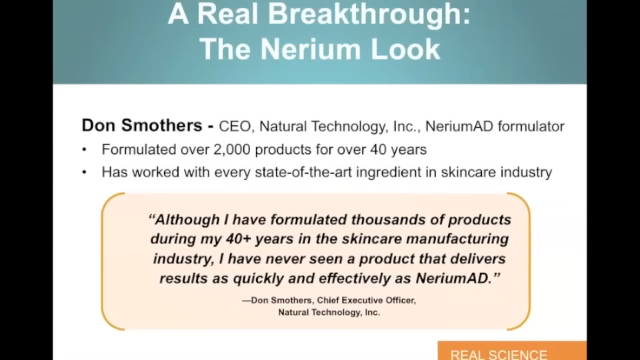 A Real Breakthrough:
The Nerium Look
Don Smothers - CEO, Natural Technology, Inc., NeriumAD formulator
• Formulated over 2,000 products for over 40 years
• Has worked with every state-of-the-art ingredient in skincare industry
“Although I have formulated thousands of products
during my 40+ years in the skincare manufacturing
industry, I have never seen a product that delivers
results as quickly and effectively as NeriumAD.”
—Don Smothers, Chief Executive Officer,
Natural Technology, Inc.
REAL SCIENCE